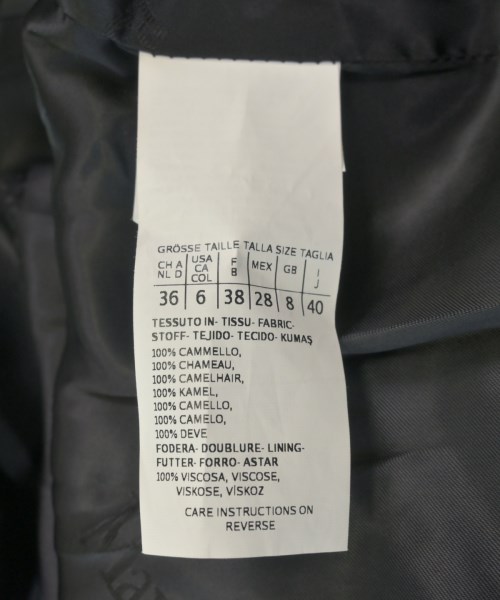 GRÖSSE TAILLE TALLA SIZE TAGLIA
CH A USA F MEX GB I
NL D CA B J
COL
36 6 38 28 8 40
TESSUTO IN- TISSU- FABRIC-
STOFF- TEJIDO- TECIDO- KUMAŞ
100% CAMMELLO,
100% CHAMEAU,
100% CAMELHAIR,
100% KAMEL,
100% CAMELLO,
100% CAMELO,
100% DEVE
FODERA- DOUBLURE- LINING-
FUTTER- FORRO- ASTAR
100% VISCOSA, VISCOSE,
VISKOSE, VİSKOZ
CARE INSTRUCTIONS ON
REVERSE